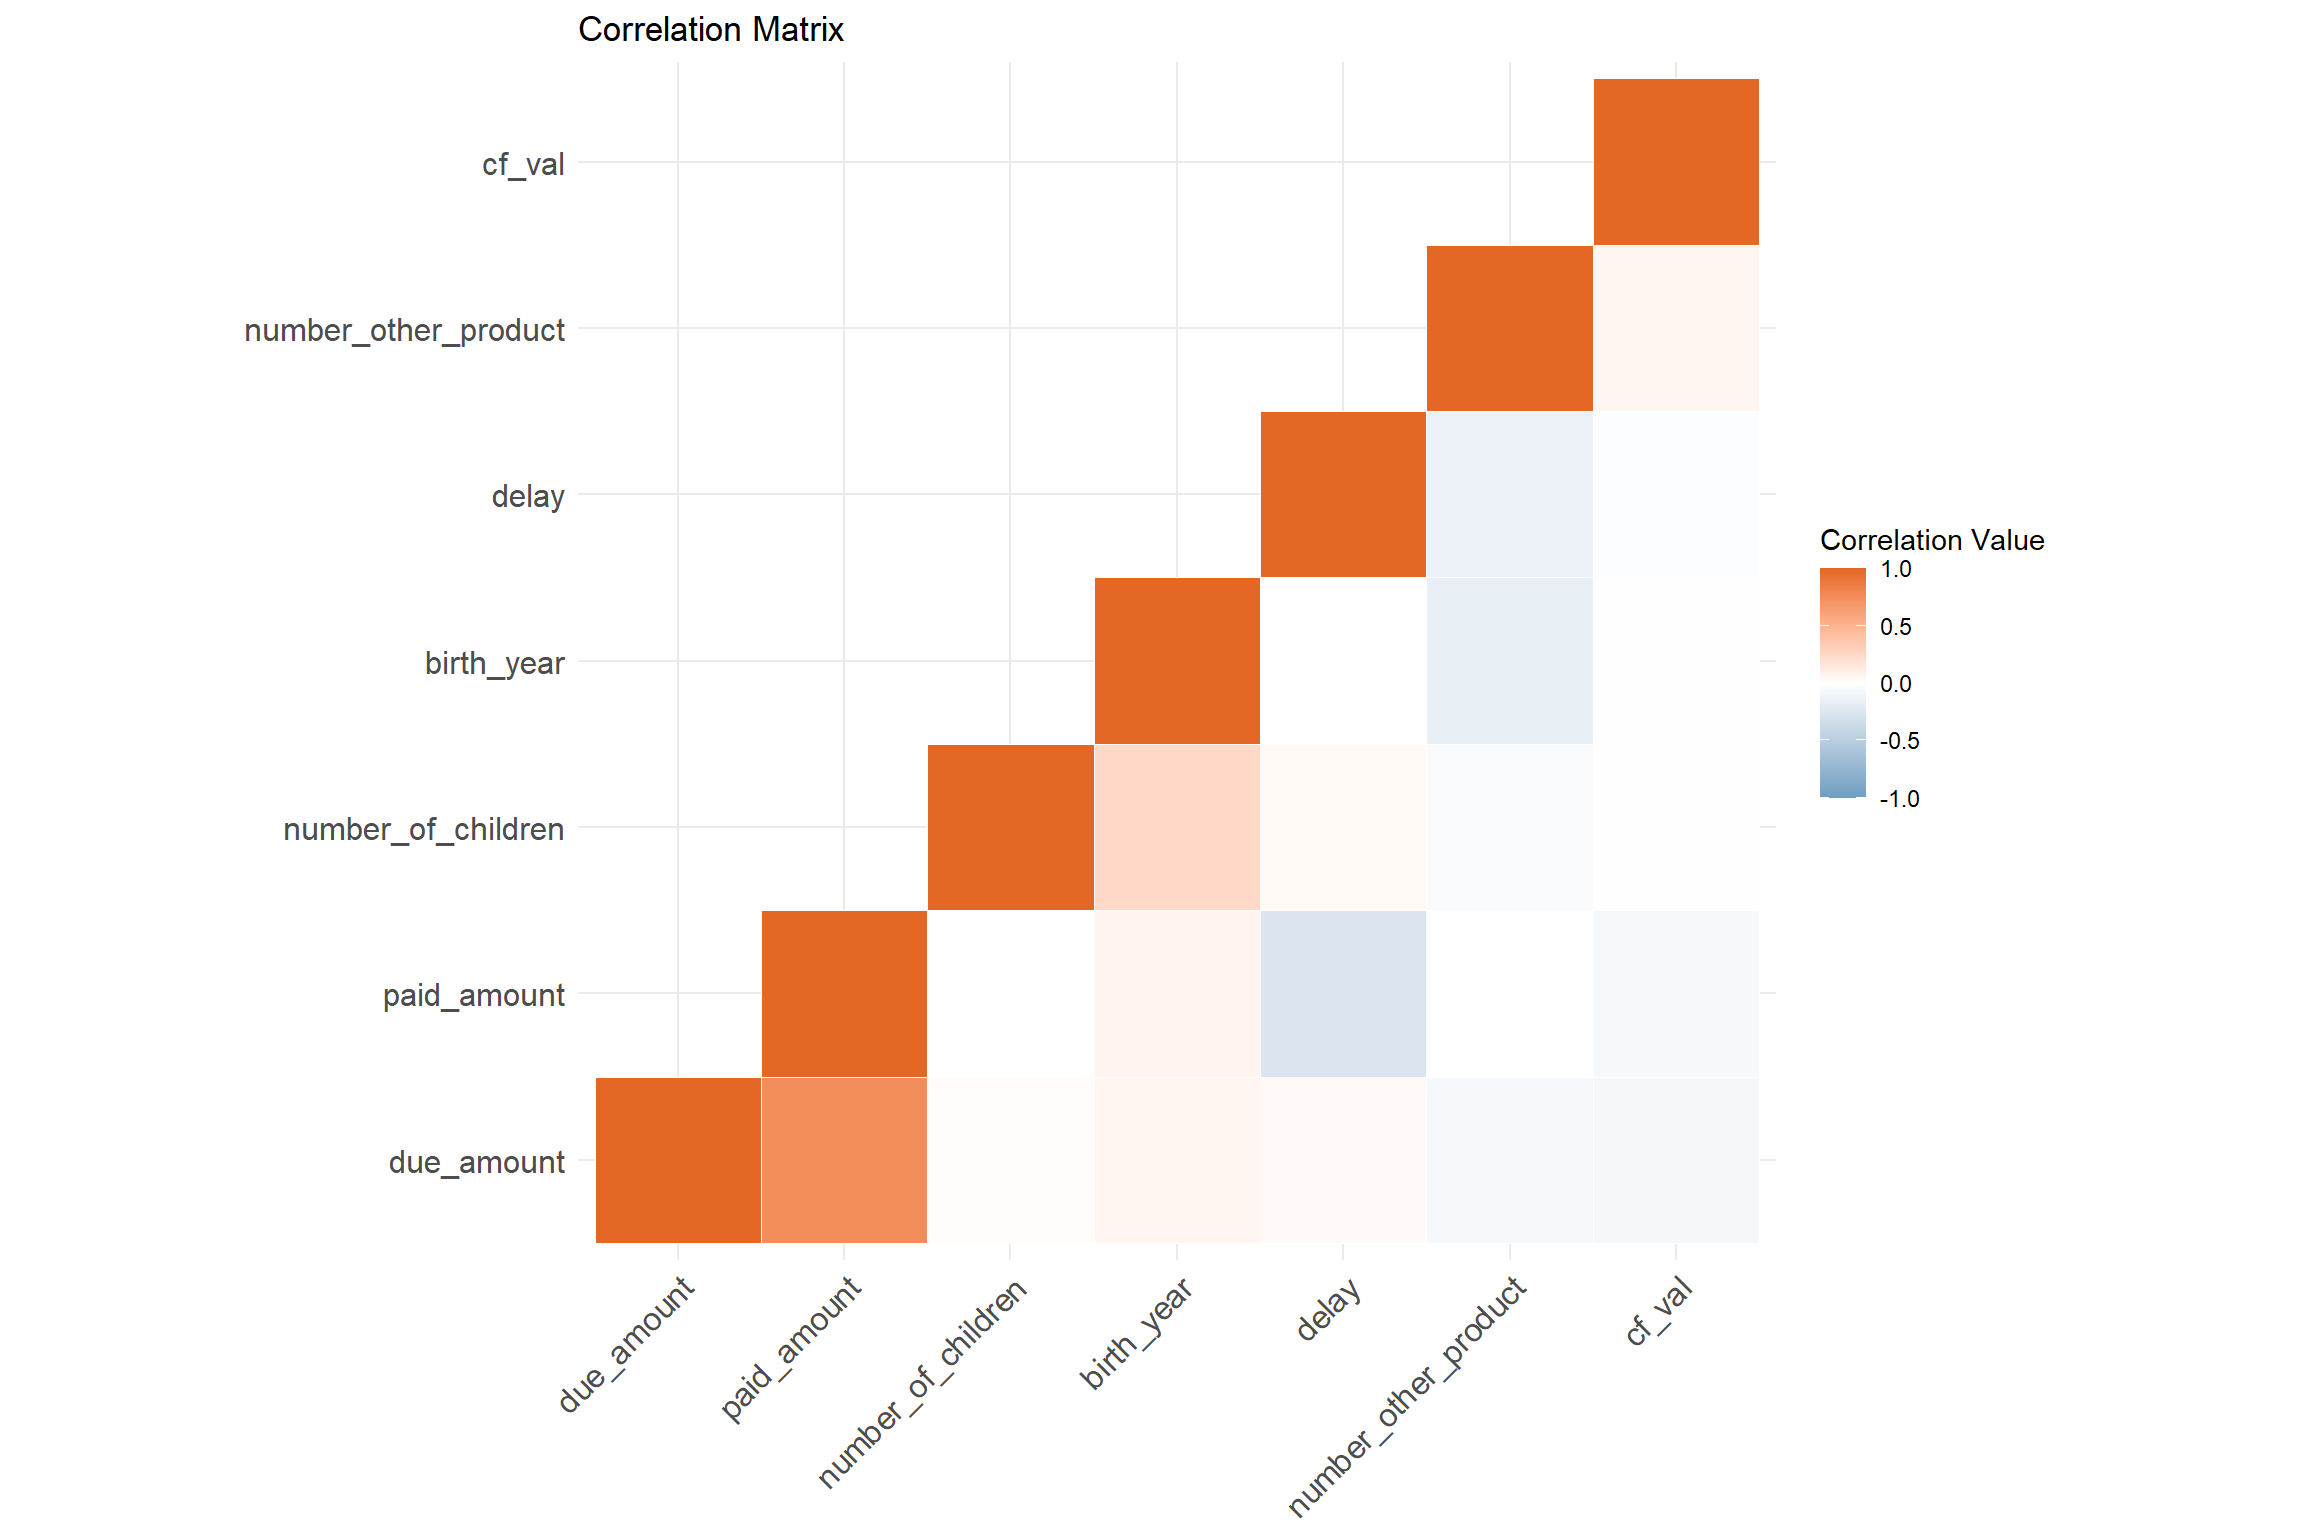 Correlation Matrix
cf_val
number_other_product
delay
birth_year
number_of_children
paid_amount
due_amount
due_amount
paid_amount
number_of_children
birth_year
delay
number_other_product
cf_val
Correlation Value
1.0
0.5
0.0
-0.5
-1.0